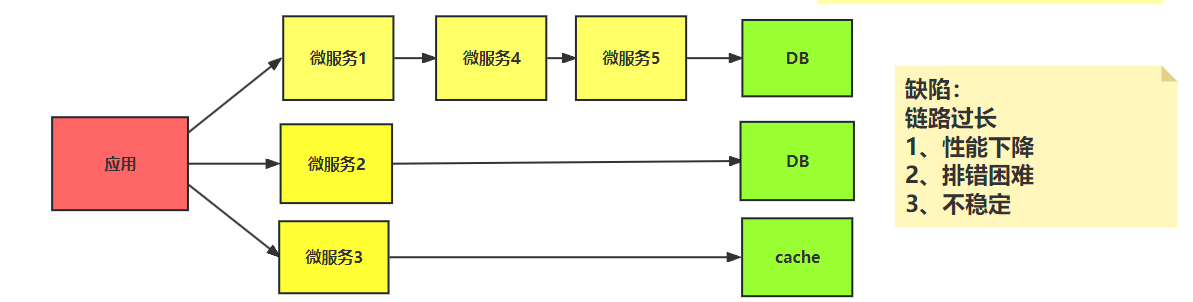 微服务1
微服务4
微服务5
DB
应用
微服务2
DB
微服务3
cache
缺陷：
链路过长
1、性能下降
2、排错困难
3、不稳定